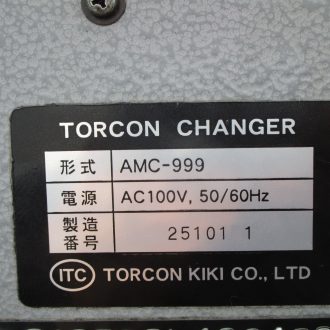 TORCON CHANGER
形式 AMC-999
電源 AC100V, 50/60Hz
製造番号 25101 1
ITC TORCON KIKI CO., LTD